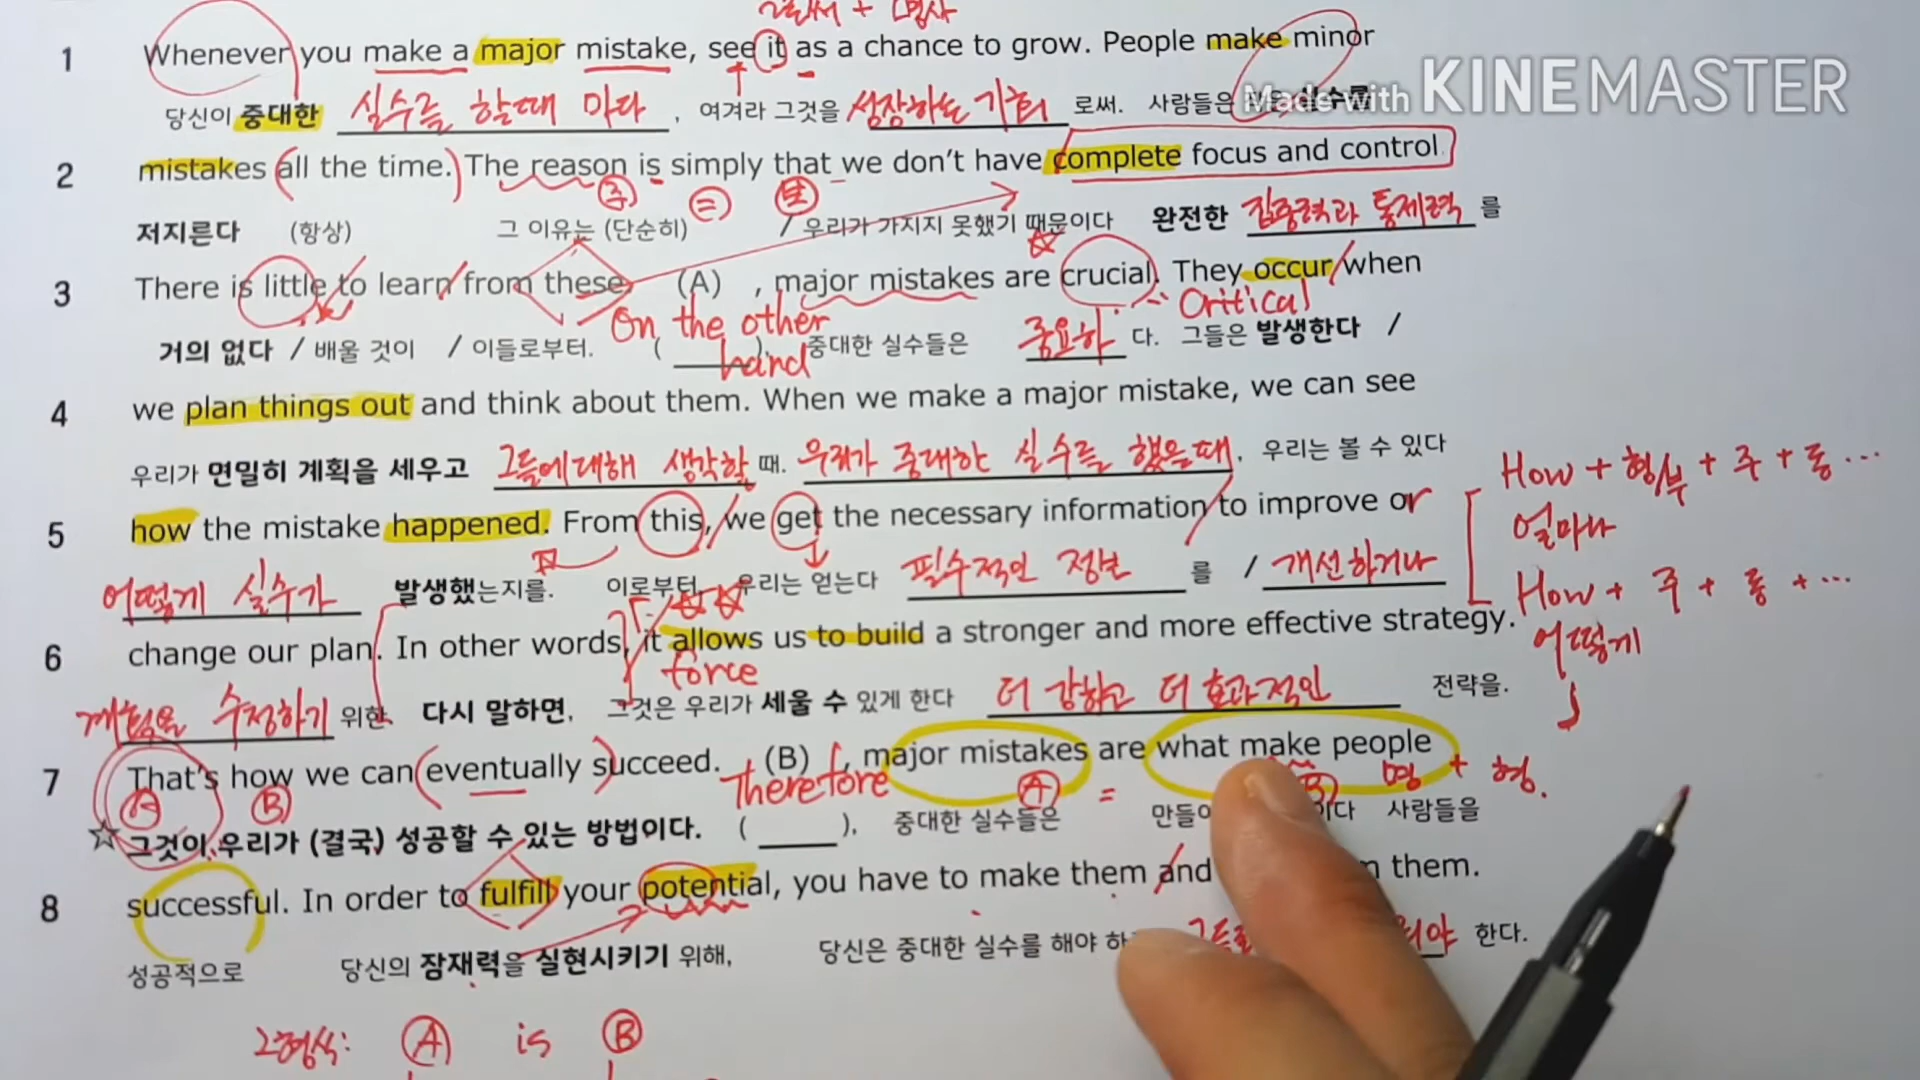 + 명사
1 Whenever you make a major mistake, see it as a chance to grow. People make minor
Made with KINEMASTER
당신이 중대한 실수를 할때 마다, 여겨라 그것을 성장하는 기회 로써. 사람들은 실수를
2 mistakes all the time. The reason is simply that we don't have complete focus and control
주 = 보
저지른다 (항상) 그 이유는 (단순히) / 우리가 가지지 못했기 때문이다 완전한 집중력과 통제력 를
3 There is little to learn from these. (A) , major mistakes are crucial. They occur when
On the other hand
Critical
거의 없다 / 배울 것이 / 이들로부터. ( ), 중대한 실수들은 중요하 다. 그들은 발생한다 /
4 we plan things out and think about them. When we make a major mistake, we can see
우리가 면밀히 계획을 세우고 그들에대해 생각할 때. 우리가 중대한 실수를 했을때, 우리는 볼 수 있다
How + 형/부 + 주 + 동 ...
얼마나
5 how the mistake happened. From this, we get the necessary information to improve or
어떻게 실수가 발생했는지를. 이로부터 우리는 얻는다 필수적인 정보 를 / 개선하거나
How + 주 + 동 + ...
어떻게
6 change our plan. In other words, it allows us to build a stronger and more effective strategy.
force
계획을 수정하기 위한 다시 말하면, 그것은 우리가 세울 수 있게 한다 더 강하고 더 효과적인 전략을.
7 That's how we can eventually succeed. (B) , major mistakes are what make people
A B Therefore A = B 명 + 형.
☆ 그것이 우리가 (결국) 성공할 수 있는 방법이다. ( ), 중대한 실수들은 만들어 이다 사람들을
8 successful. In order to fulfill your potential, you have to make them and them.
성공적으로 당신의 잠재력을 실현시키기 위해, 당신은 중대한 실수를 해야 한다.
2형식: A is B